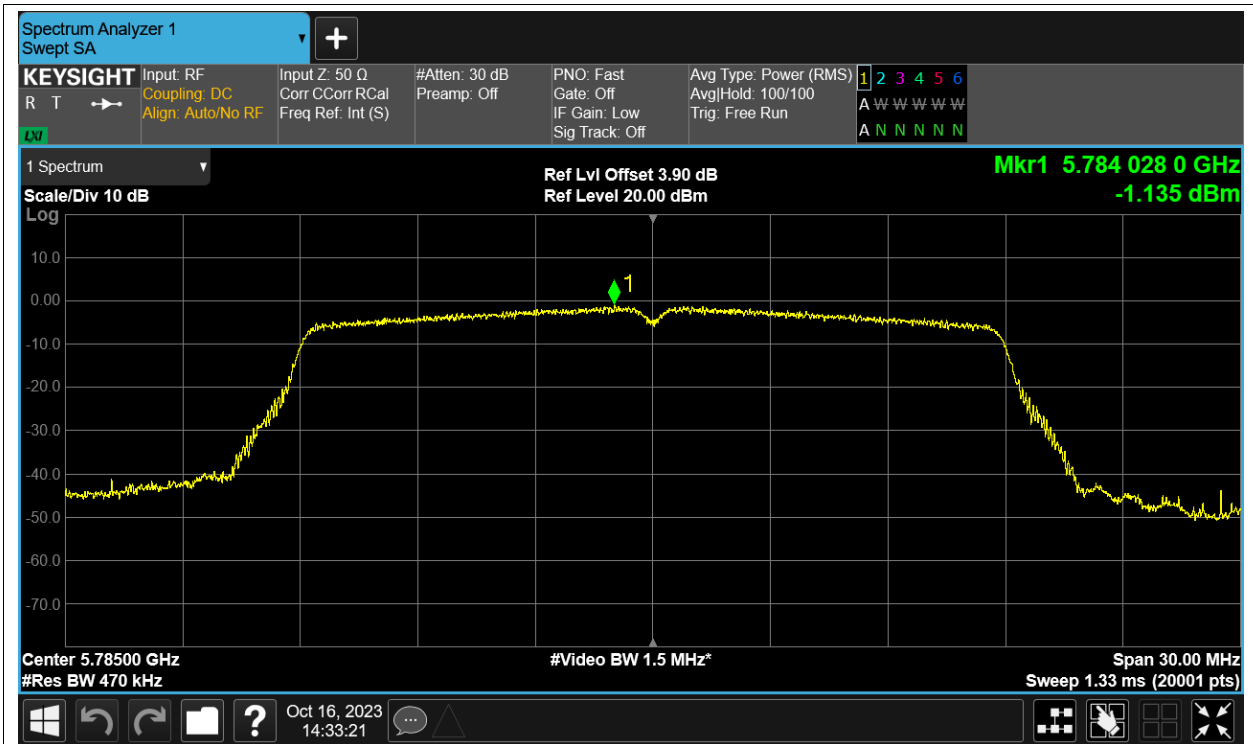 Spectrum Analyzer 1
Swept SA
KEYSIGHT
R T
LXI
Input: RF
Coupling: DC
Align: Auto/No RF
Input Z: 50 Ω
Corr CCorr RCal
Freq Ref: Int (S)
#Atten: 30 dB
Preamp: Off
PNO: Fast
Gate: Off
IF Gain: Low
Sig Track: Off
Avg Type: Power (RMS)
Avg|Hold: 100/100
Trig: Free Run
1 2 3 4 5 6
A W W W W W
A N N N N N
1 Spectrum
Scale/Div 10 dB
Log
Ref Lvl Offset 3.90 dB
Ref Level 20.00 dBm
Mkr1 5.784 028 0 GHz
-1.135 dBm
10.0
1
0.00
-10.0
-20.0
-30.0
-40.0
-50.0
-60.0
-70.0
Center 5.78500 GHz
#Res BW 470 kHz
#Video BW 1.5 MHz*
Span 30.00 MHz
Sweep 1.33 ms (20001 pts)
?
Oct 16, 2023
14:33:21